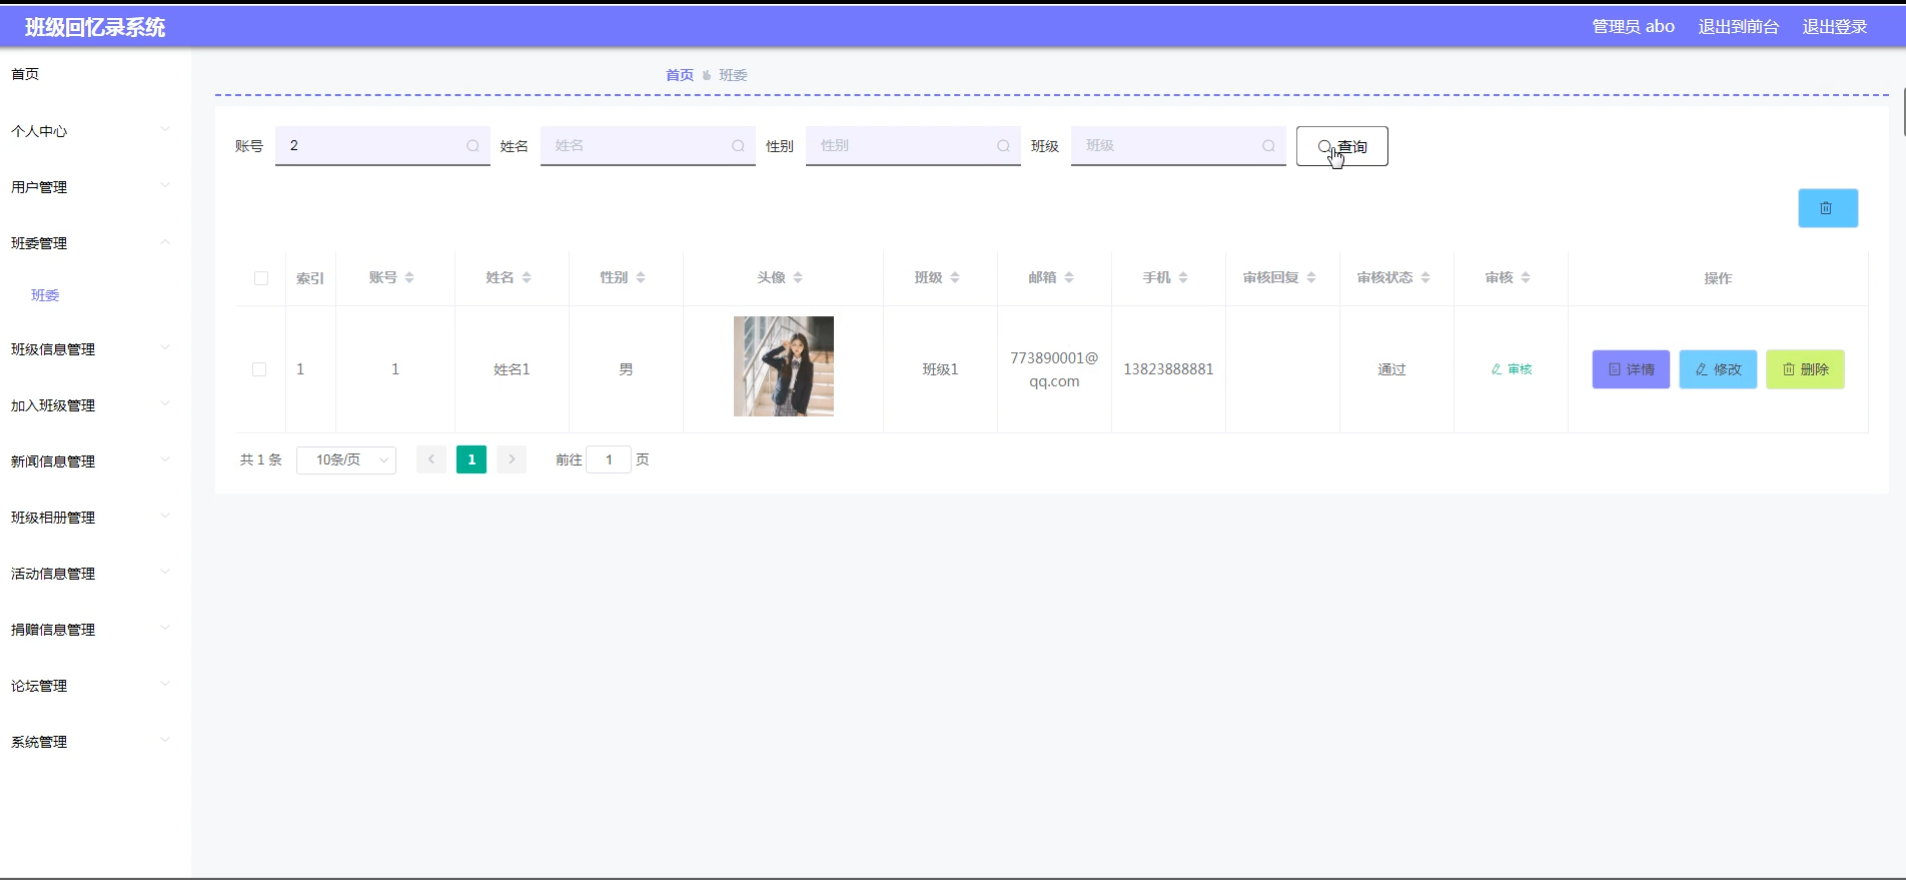 班级回忆录系统 管理员 abo 退出到前台 退出登录
首页
个人中心
用户管理
班委管理
班委
班级信息管理
加入班级管理
新闻信息管理
班级相册管理
活动信息管理
捐赠信息管理
论坛管理
系统管理
首页 班委
账号 2 姓名 姓名 性别 性别 班级 班级 查询
索引 账号 姓名 性别 头像 班级 邮箱 手机 审核回复 审核状态 审核 操作
1 1 姓名1 男 班级1 773890001@ 13823888881 通过 审核 详情 修改 删除
qq.com
共 1 条 10条/页 1 前往 1 页